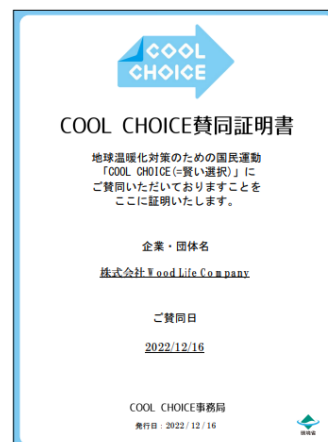 COOL
CHOICE
COOL CHOICE賛同証明書
地球温暖化対策のための国民運動
「COOL CHOICE(=賢い選択)」に
ご賛同いただいておりますことを
ここに証明いたします。
企業・団体名
株式会社Wood Life Company
ご賛同日
2022/12/16
COOL CHOICE事務局
発行日：2022/12/16
環境省